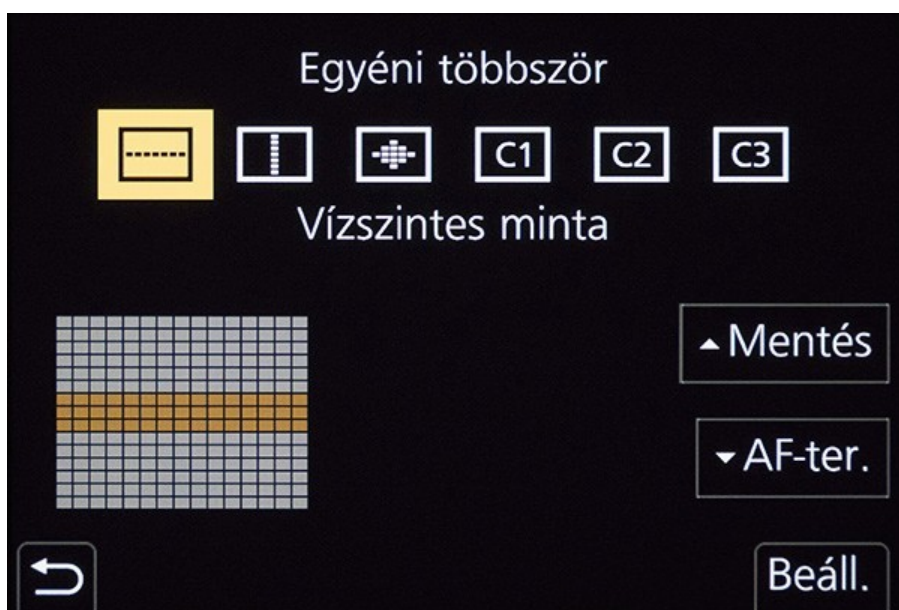 Egyéni többször
C1 C2 C3
Vízszintes minta
Mentés
AF-ter.
Beáll.